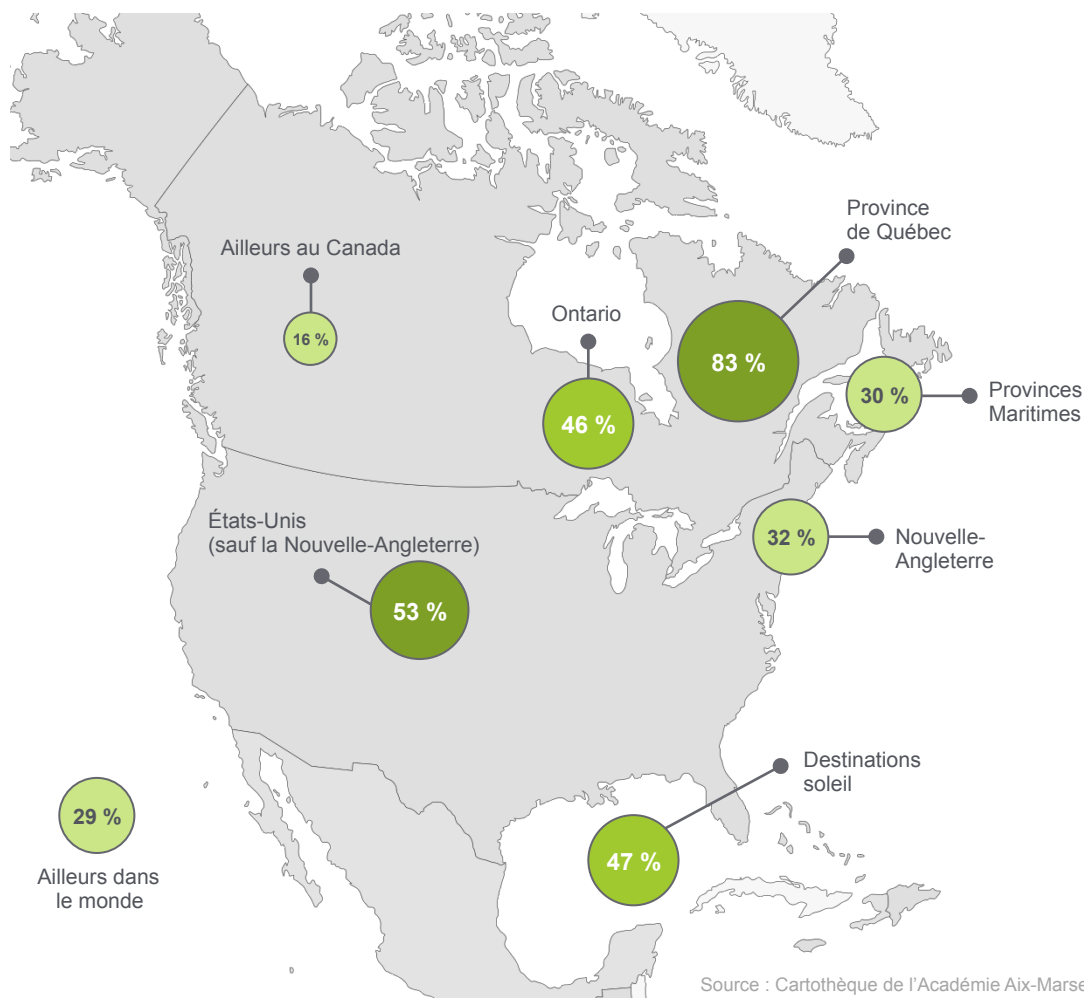 Province
de Québec
Ailleurs au Canada
Ontario
16 %
83 %
30 %
Provinces
Maritimes
46 %
États-Unis
(sauf la Nouvelle-Angleterre)
32 %
Nouvelle-
Angleterre
53 %
Destinations
soleil
29 %
47 %
Ailleurs dans
le monde
Source : Cartothèque de l'Académie Aix-Marse